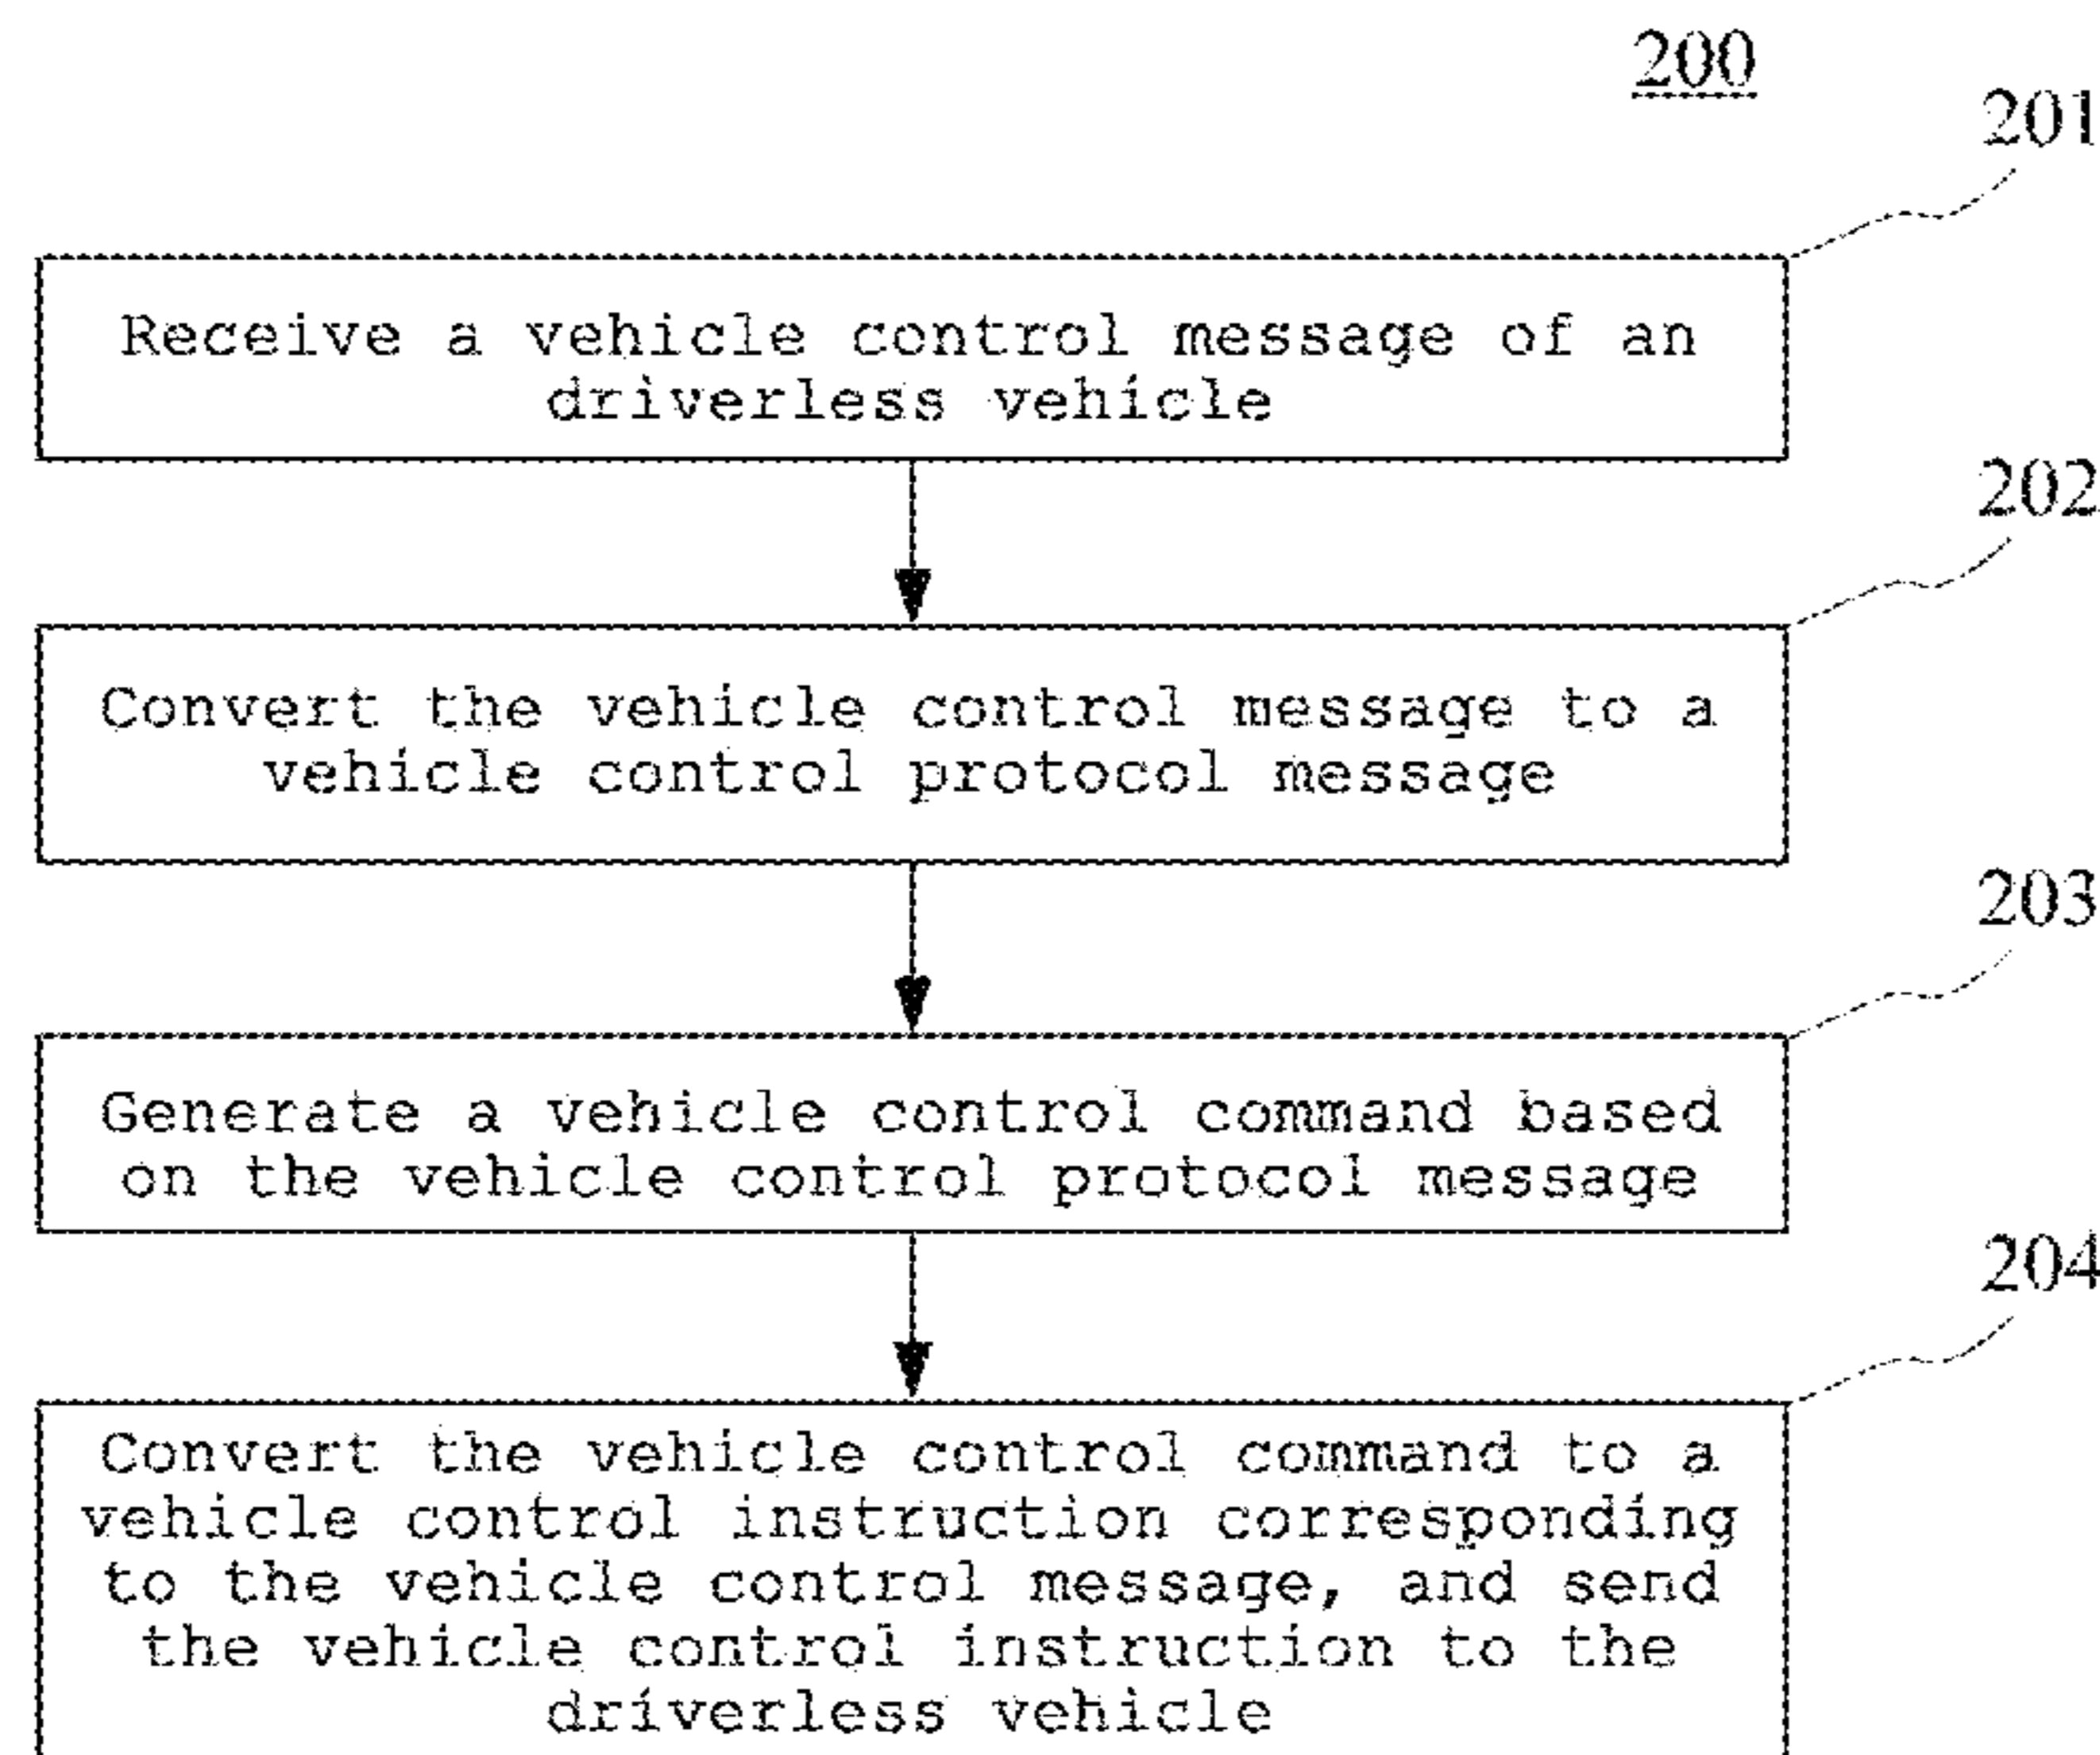 200
201
Receive a vehicle control message of an
driverless vehicle
202
Convert the vehicle control message to a
vehicle control protocol message
203
Generate a vehicle control command based
on the vehicle control protocol message
204
Convert the vehicle control command to a
vehicle control instruction corresponding
to the vehicle control message, and send
the vehicle control instruction to the
driverless vehicle